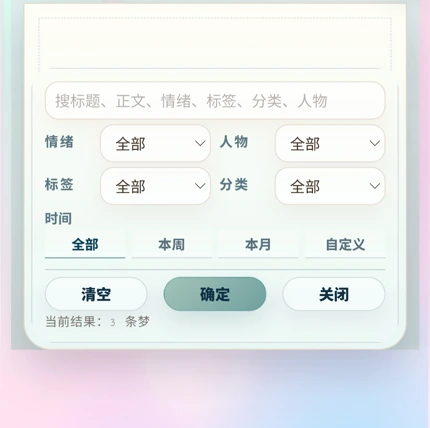 搜标题、正文、情绪、标签、分类、人物
情绪 全部 人物 全部
标签 全部 分类 全部
时间
全部 本周 本月 自定义
清空 确定 关闭
当前结果： 3 条梦